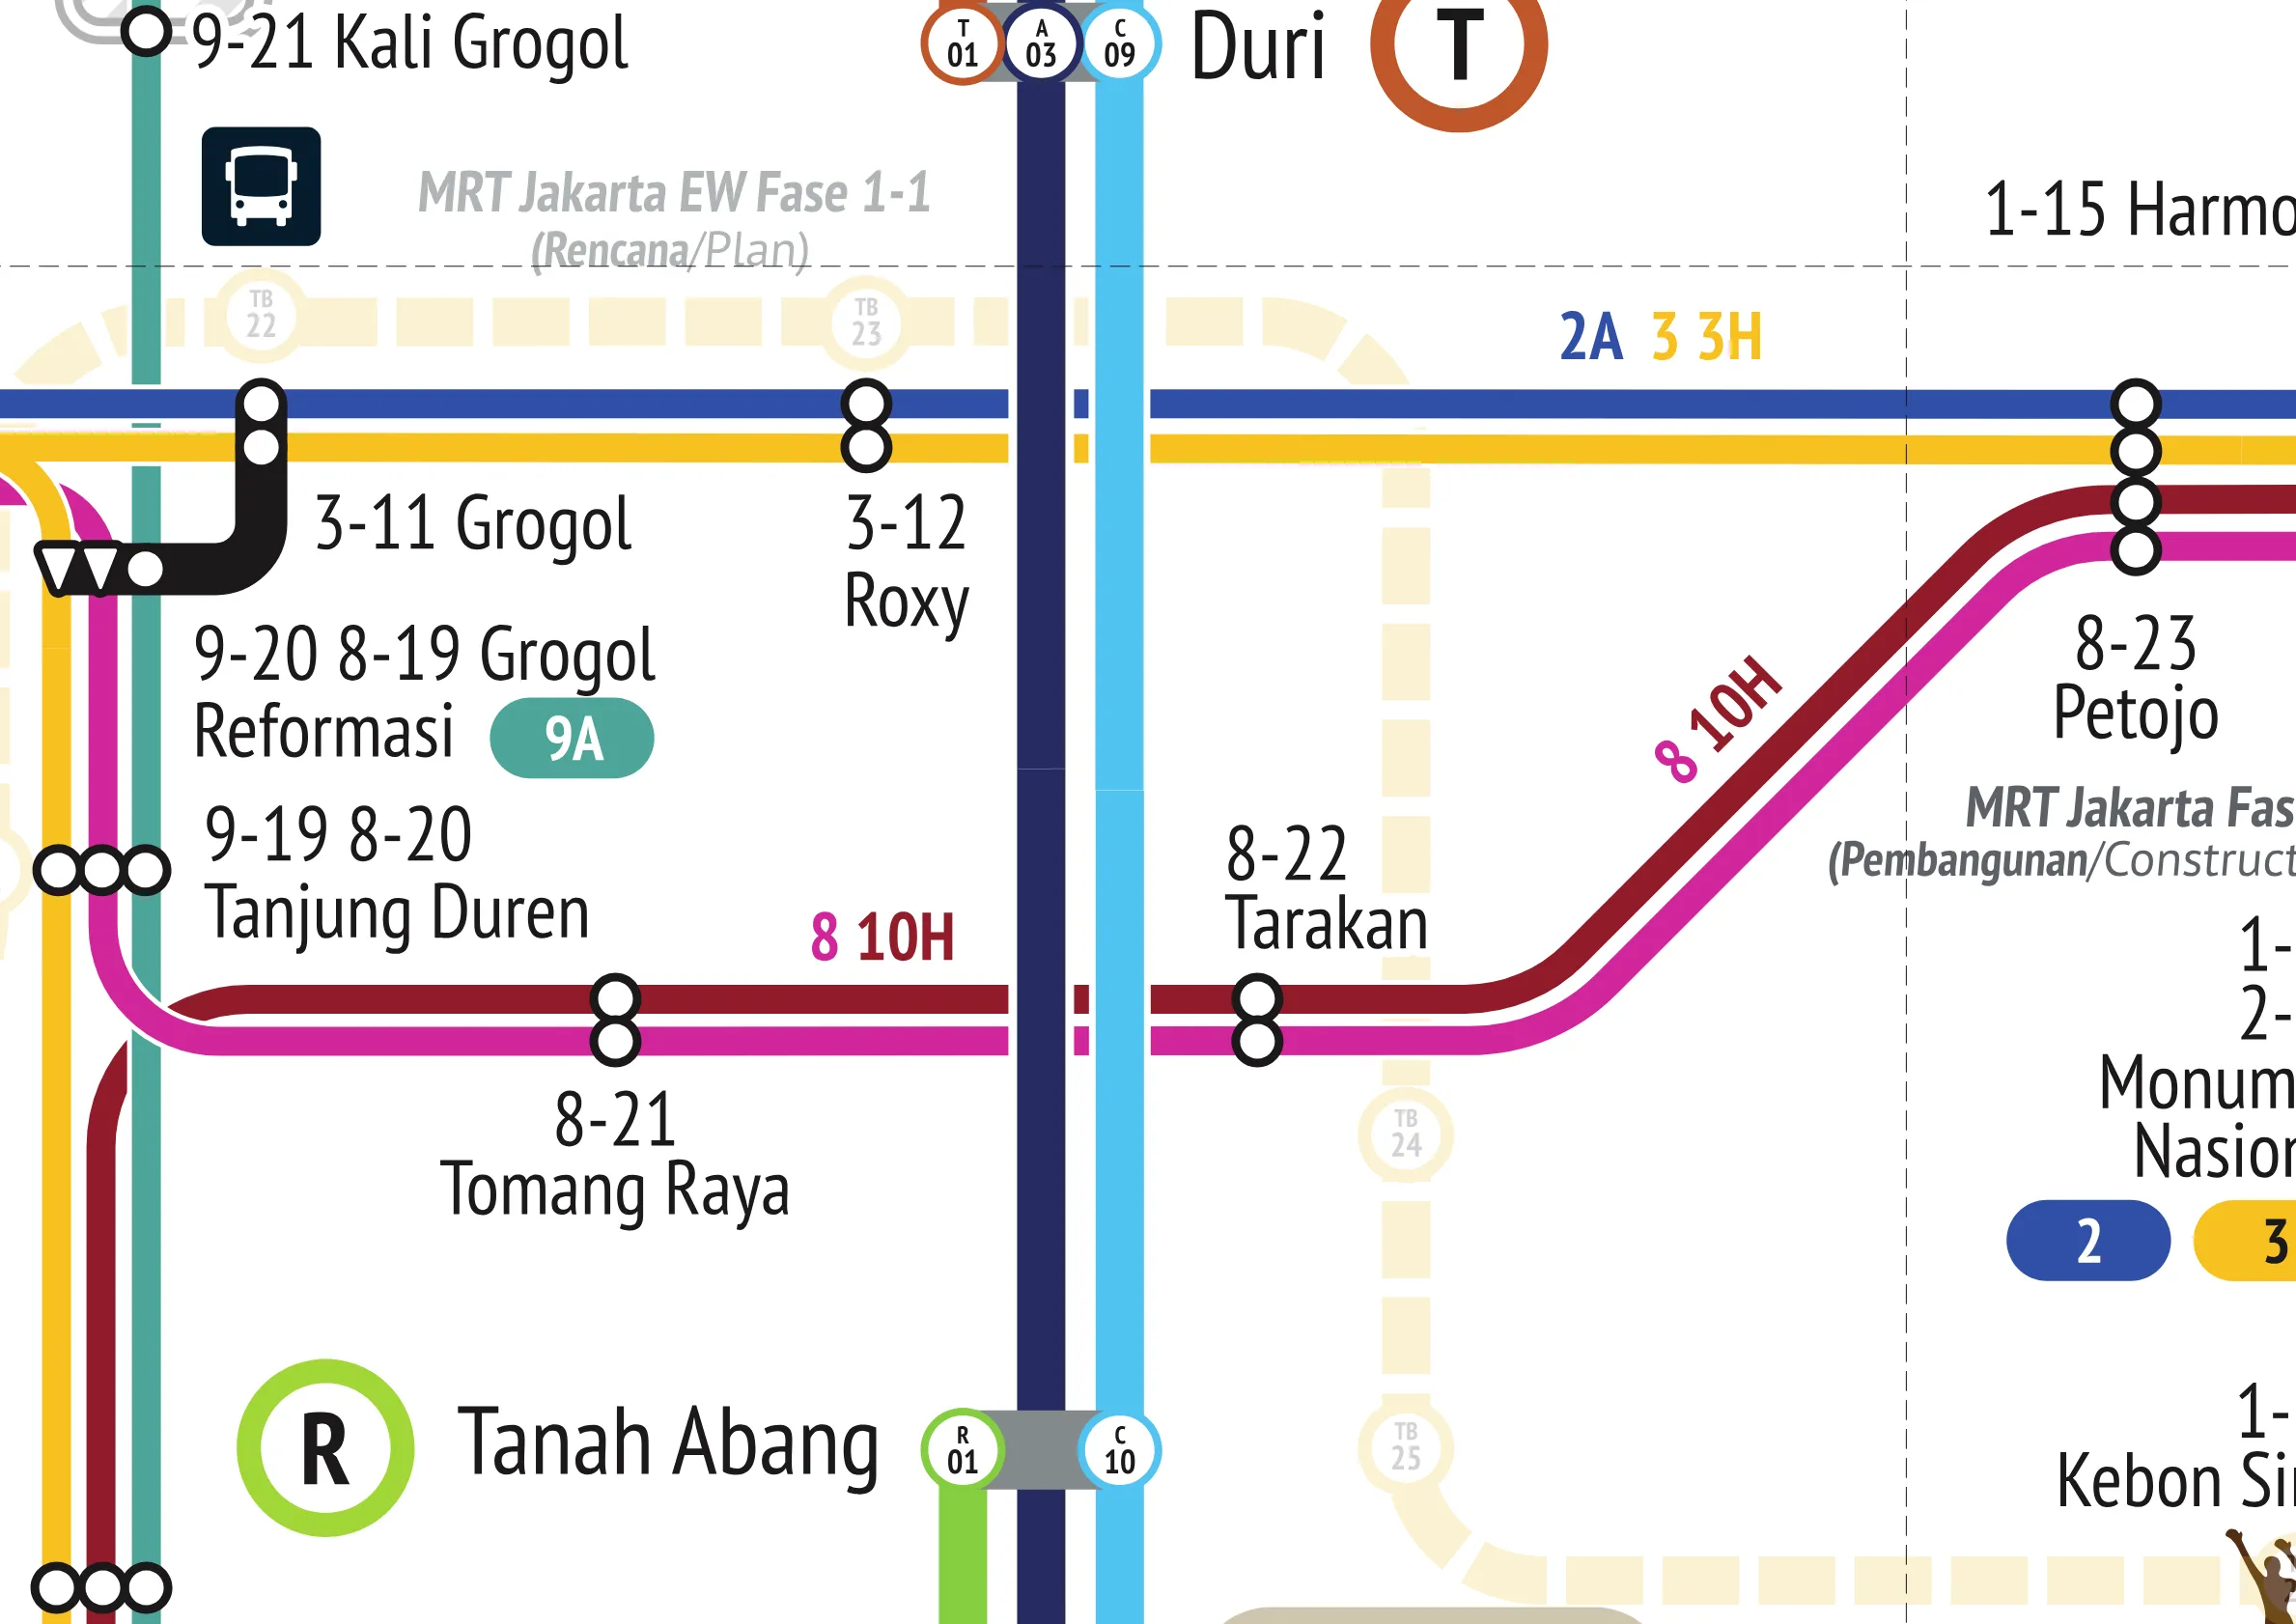 9-21 Kali Grogol
T
01
A
03
C
09
Duri
T
MRT Jakarta EW Fase 1-1
(Rencana/Plan)
1-15 Harmo
TB
22
TB
23
2A 3 3H
3-11 Grogol
3-12
Roxy
9-20 8-19 Grogol
Reformasi
9A
8 10H
8-23
Petojo
9-19 8-20
Tanjung Duren
MRT Jakarta Fas
(Pembangunan/Construct
8 10H
8-22
Tarakan
1-
2-
Monum
Nasion
8-21
Tomang Raya
TB
24
2
3
R
Tanah Abang
R
01
C
10
TB
25
1-
Kebon Sir